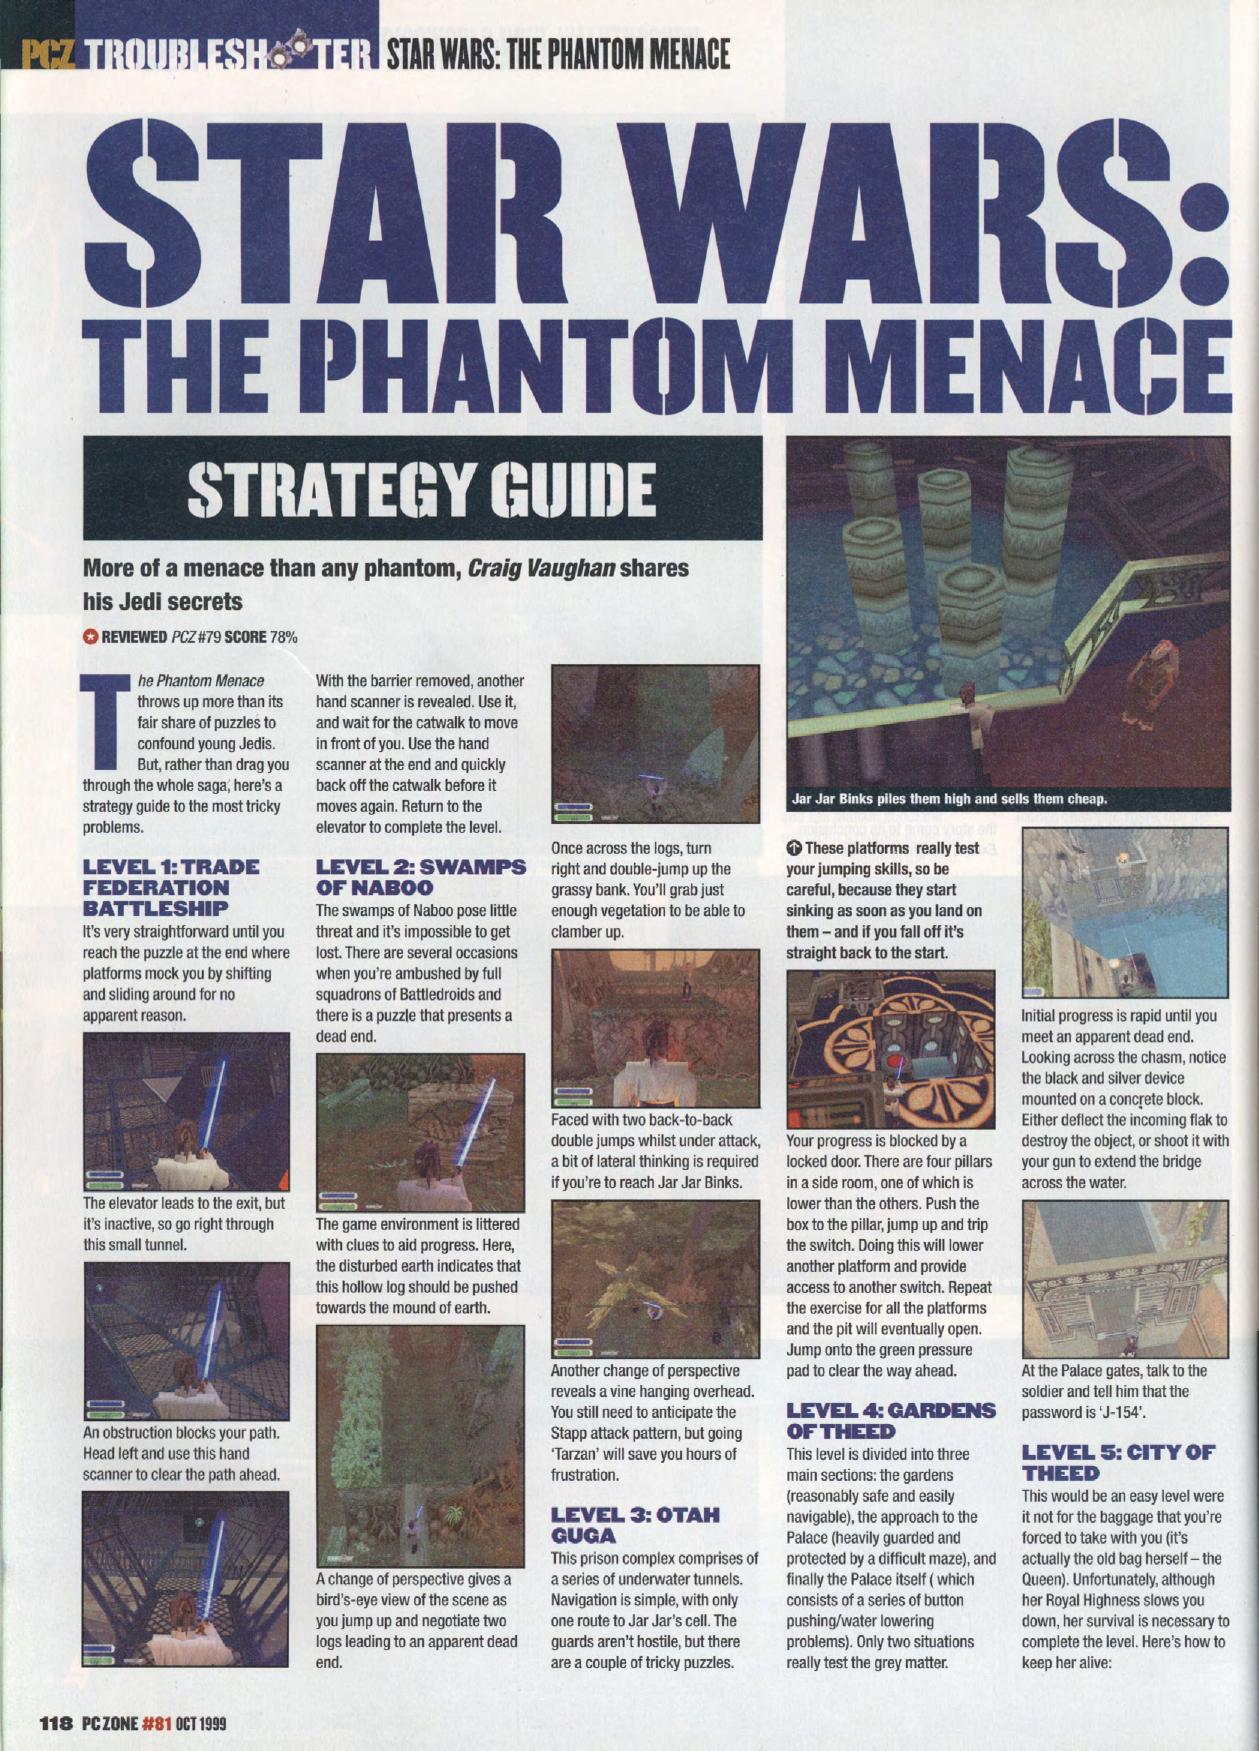 PCZ TROUBLESHOOTER STAR WARS: THE PHANTOM MENACE
STAR WARS:
THE PHANTOM MENACE
STRATEGY GUIDE
More of a menace than any phantom, Craig Vaughan shares
his Jedi secrets
REVIEWED PCZ #79 SCORE 78%
The Phantom Menace
throws up more than its
fair share of puzzles to
confound young Jedis.
But, rather than drag you
through the whole saga, here's a
strategy guide to the most tricky
problems.
LEVEL 1: TRADE
FEDERATION
BATTLESHIP
It's very straightforward until you
reach the puzzle at the end where
platforms mock you by shifting
and sliding around for no
apparent reason.
The elevator leads to the exit, but
it's inactive, so go right through
this small tunnel.
An obstruction blocks your path.
Head left and use this hand
scanner to clear the path ahead.
With the barrier removed, another
hand scanner is revealed. Use it,
and wait for the catwalk to move
in front of you. Use the hand
scanner at the end and quickly
back off the catwalk before it
moves again. Return to the
elevator to complete the level.
LEVEL 2: SWAMPS
OF NABOO
The swamps of Naboo pose little
threat and it's impossible to get
lost. There are several occasions
when you're ambushed by full
squadrons of Battledroids and
there is a puzzle that presents a
dead end.
The game environment is littered
with clues to aid progress. Here,
the disturbed earth indicates that
this hollow log should be pushed
towards the mound of earth.
A change of perspective gives a
bird's-eye view of the scene as
you jump up and negotiate two
logs leading to an apparent dead
end.
Once across the logs, turn
right and double-jump up the
grassy bank. You'll grab just
enough vegetation to be able to
clamber up.
Faced with two back-to-back
double jumps whilst under attack,
a bit of lateral thinking is required
if you're to reach Jar Jar Binks.
Another change of perspective
reveals a vine hanging overhead.
You still need to anticipate the
Stapp attack pattern, but going
'Tarzan' will save you hours of
frustration.
LEVEL 3: OTAH
GUGA
This prison complex comprises of
a series of underwater tunnels.
Navigation is simple, with only
one route to Jar Jar's cell. The
guards aren't hostile, but there
are a couple of tricky puzzles.
Jar Jar Binks piles them high and sells them cheap.
These platforms really test
your jumping skills, so be
careful, because they start
sinking as soon as you land on
them – and if you fall off it's
straight back to the start.
Your progress is blocked by a
locked door. There are four pillars
in a side room, one of which is
lower than the others. Push the
box to the pillar, jump up and trip
the switch. Doing this will lower
another platform and provide
access to another switch. Repeat
the exercise for all the platforms
and the pit will eventually open.
Jump onto the green pressure
pad to clear the way ahead.
LEVEL 4: GARDENS
OF THEED
This level is divided into three
main sections: the gardens
(reasonably safe and easily
navigable), the approach to the
Palace (heavily guarded and
protected by a difficult maze), and
finally the Palace itself ( which
consists of a series of button
pushing/water lowering
problems). Only two situations
really test the grey matter.
Initial progress is rapid until you
meet an apparent dead end.
Looking across the chasm, notice
the black and silver device
mounted on a concrete block.
Either deflect the incoming flak to
destroy the object, or shoot it with
your gun to extend the bridge
across the water.
At the Palace gates, talk to the
soldier and tell him that the
password is 'J-154'.
LEVEL 5: CITY OF
THEED
This would be an easy level were
it not for the baggage that you're
forced to take with you (it's
actually the old bag herself – the
Queen). Unfortunately, although
her Royal Highness slows you
down, her survival is necessary to
complete the level. Here's how to
keep her alive:
118 PC ZONE #81 OCT 1999